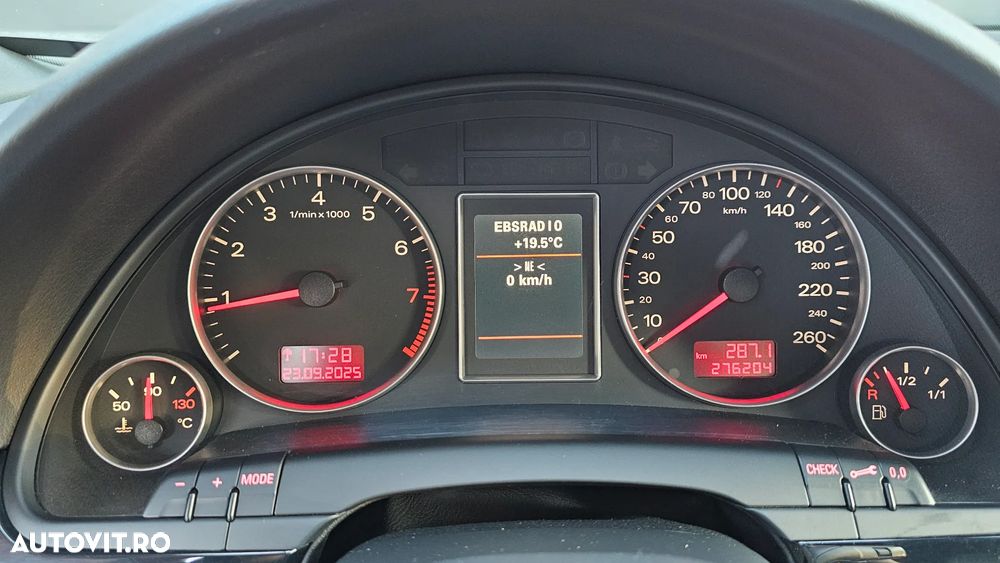 1/min x 1000
1
2
3
4
5
6
7
17:28
23.09.2025
50
90
130
°C
EBSRADIO
+19.5°C
> NE <
0 km/h
km/h
10
20
30
50
70
80
100
120
140
160
180
200
220
240
260
km 287.1
276204
R
1/2
1/1
- + MODE
CHECK 0,0
AUTOVIT.RO